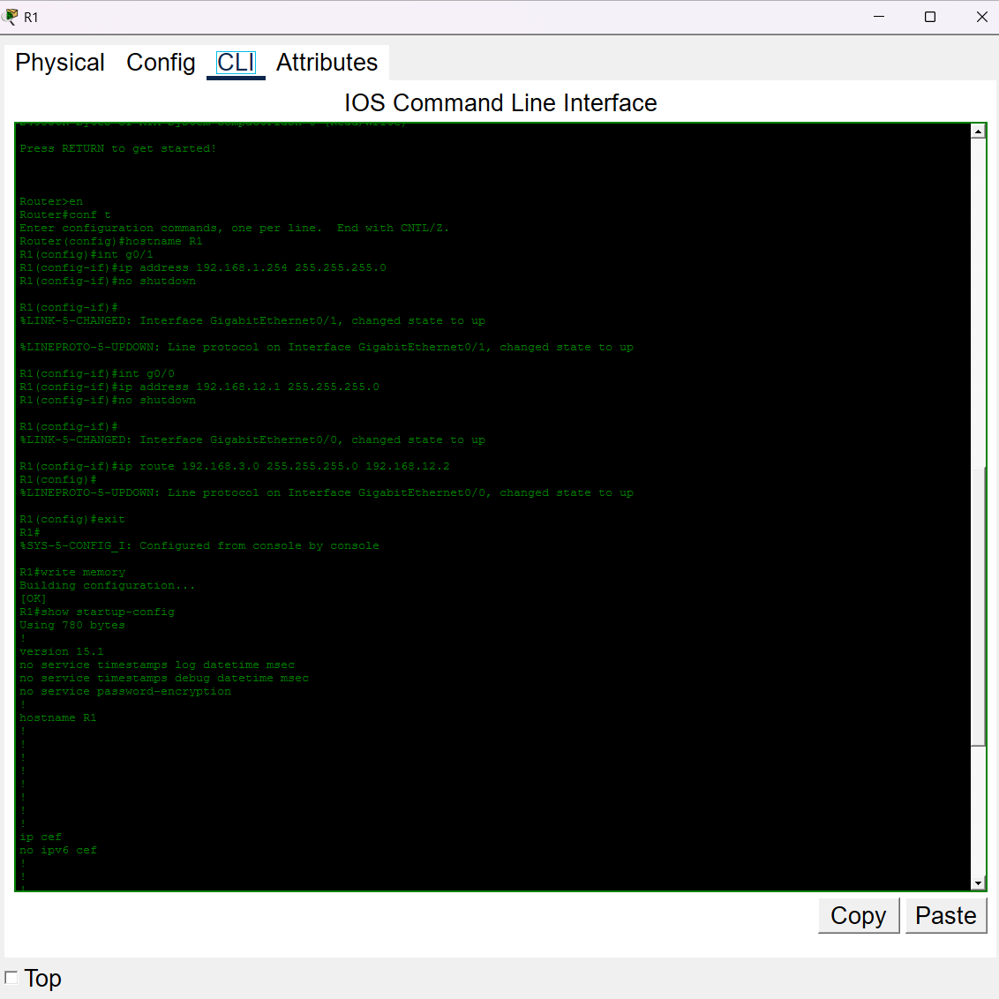 R1
Physical Config CLI Attributes
IOS Command Line Interface
Press RETURN to get started!
Router>en
Router#conf t
Enter configuration commands, one per line.  End with CNTL/Z.
Router(config)#hostname R1
R1(config)#int g0/1
R1(config-if)#ip address 192.168.1.254 255.255.255.0
R1(config-if)#no shutdown
R1(config-if)#
%LINK-5-CHANGED: Interface GigabitEthernet0/1, changed state to up
%LINEPROTO-5-UPDOWN: Line protocol on Interface GigabitEthernet0/1, changed state to up
R1(config-if)#int g0/0
R1(config-if)#ip address 192.168.12.1 255.255.255.0
R1(config-if)#no shutdown
R1(config-if)#
%LINK-5-CHANGED: Interface GigabitEthernet0/0, changed state to up
R1(config-if)#ip route 192.168.3.0 255.255.255.0 192.168.12.2
R1(config)#
%LINEPROTO-5-UPDOWN: Line protocol on Interface GigabitEthernet0/0, changed state to up
R1(config)#exit
R1#
%SYS-5-CONFIG_I: Configured from console by console
R1#write memory
Building configuration...
[OK]
R1#show startup-config
Using 780 bytes
!
version 15.1
no service timestamps log datetime msec
no service timestamps debug datetime msec
no service password-encryption
!
hostname R1
!
!
!
!
!
!
!
!
ip cef
no ipv6 cef
!
!
!
Copy Paste
Top